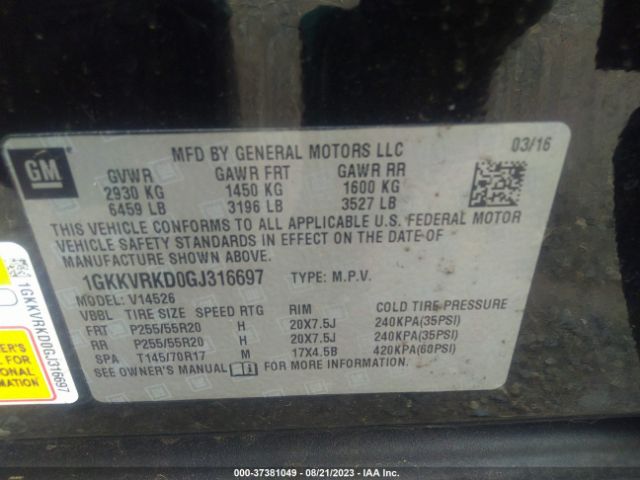 GM
MFD BY GENERAL MOTORS LLC 03/16
GVWR GAWR FRT GAWR RR
2930 KG 1450 KG 1600 KG
6459 LB 3196 LB 3527 LB
THIS VEHICLE CONFORMS TO ALL APPLICABLE U.S. FEDERAL MOTOR
VEHICLE SAFETY STANDARDS IN EFFECT ON THE DATE OF
MANUFACTURE SHOWN ABOVE.
1GKKVRKD0GJ316697 TYPE: M.P.V.
MODEL: V14526
VBBL TIRE SIZE SPEED RTG RIM COLD TIRE PRESSURE
FRT P255/55R20 H 20X7.5J 240KPA(35PSI)
RR P255/55R20 H 20X7.5J 240KPA(35PSI)
SPA T145/70R17 M 17X4.5B 420KPA(60PSI)
SEE OWNER'S MANUAL FOR MORE INFORMATION.
1GKKVRKD0GJ316697
ER'S
L FOR
TIONAL
ATION
000-37381049 - 08/21/2023 - IAA Inc.